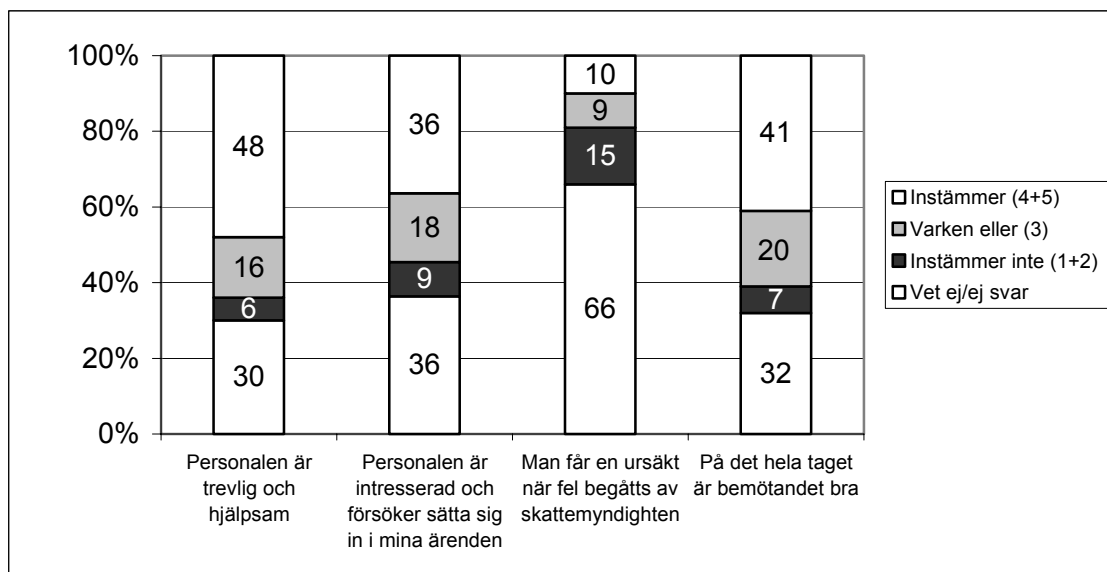 100%
80%
60%
40%
20%
0%
48
16
6
30
36
18
9
36
10
9
15
66
41
20
7
32
Personalen är
trevlig och
hjälpsam
Personalen är
intresserad och
försöker sätta sig
in i mina ärenden
Man får en ursäkt
när fel begåtts av
skattemyndighten
På det hela taget
är bemötandet bra
Instämmer (4+5)
Varken eller (3)
Instämmer inte (1+2)
Vet ej/ej svar